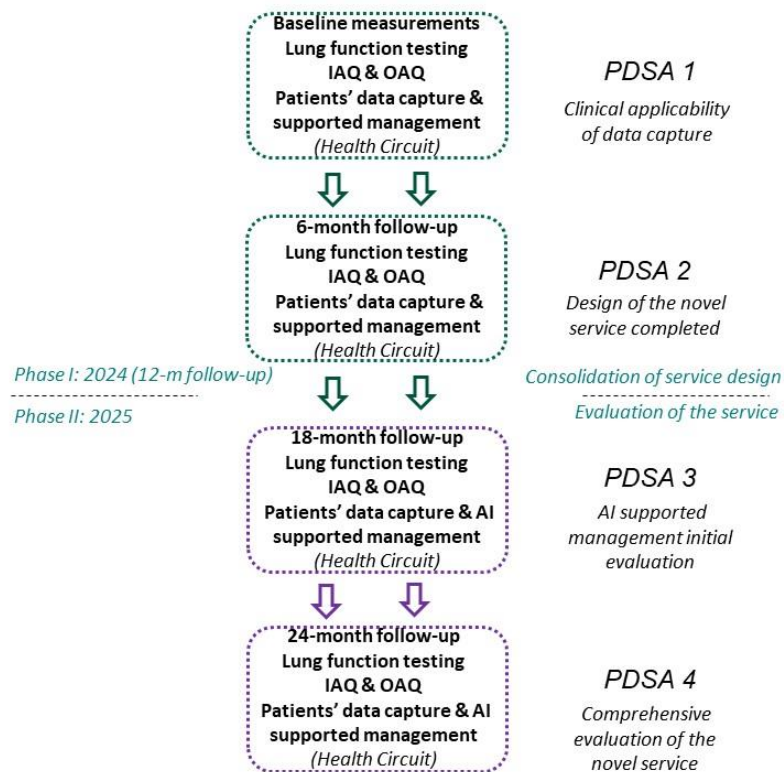 Baseline measurements
Lung function testing
IAQ & OAQ
Patients' data capture &
supported management
(Health Circuit)
PDSA 1
Clinical applicability
of data capture
6-month follow-up
Lung function testing
IAQ & OAQ
Patients' data capture &
supported management
(Health Circuit)
PDSA 2
Design of the novel
service completed
Phase I: 2024 (12-m follow-up)
Phase II: 2025
Consolidation of service design
Evaluation of the service
18-month follow-up
Lung function testing
IAQ & OAQ
Patients' data capture & AI
supported management
(Health Circuit)
PDSA 3
AI supported
management initial
evaluation
24-month follow-up
Lung function testing
IAQ & OAQ
Patients' data capture & AI
supported management
(Health Circuit)
PDSA 4
Comprehensive
evaluation of the
novel service